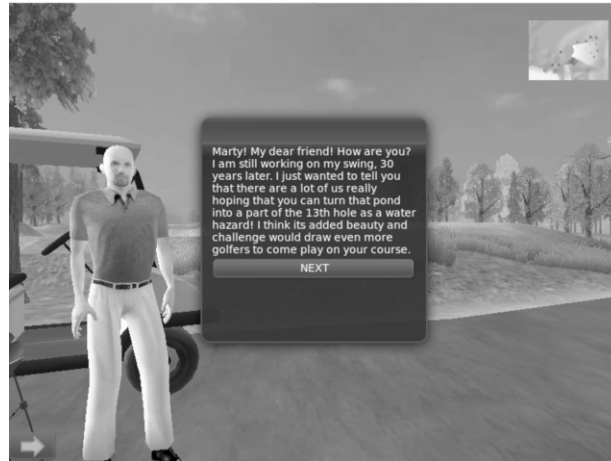 Marty! My dear friend! How are you?
I am still working on my swing, 30
years later. I just wanted to tell you
that there are a lot of us really
hoping that you can turn that pond
into a part of the 13th hole as a water
hazard! I think its added beauty and
challenge would draw even more
golfers to come play on your course.
NEXT